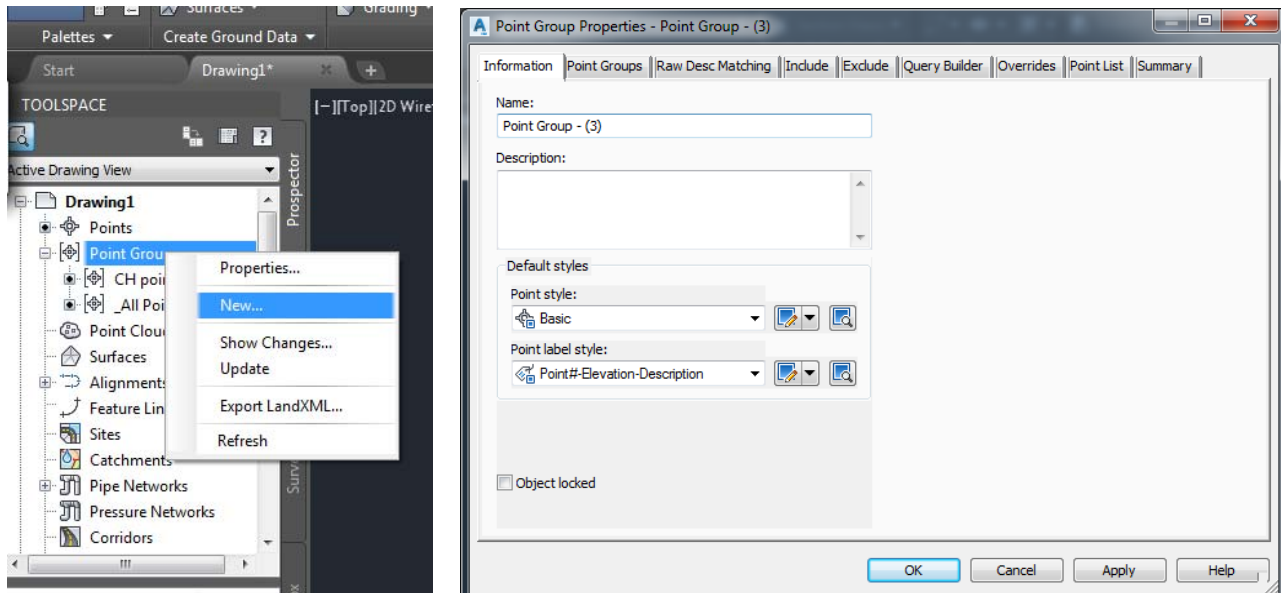 Surfaces
Grading
Palettes
Create Ground Data
Start
Drawing1*
TOOLSPACE
[−][Top][2D Wire
Active Drawing View
Prospector
Drawing1
Points
Point Grou
CH poi
_All Poi
Point Clou
Surfaces
Alignment
Feature Lin
Sites
Catchments
Pipe Networks
Pressure Networks
Corridors
Surv
Properties...
New...
Show Changes...
Update
Export LandXML...
Refresh
Point Group Properties - Point Group - (3)
Information Point Groups Raw Desc Matching Include Exclude Query Builder Overrides Point List Summary
Name:
Point Group - (3)
Description:
Default styles
Point style:
Basic
Point label style:
Point#-Elevation-Description
Object locked
OK Cancel Apply Help